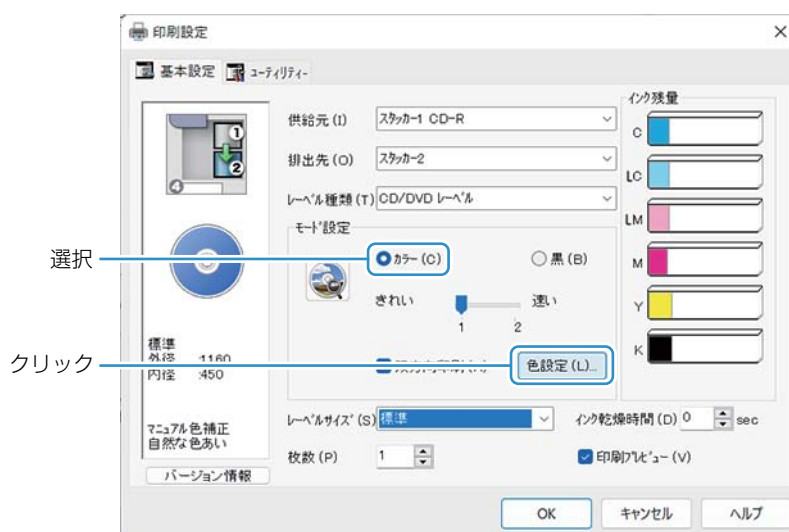 印刷設定
基本設定
ユーティリティー
供給元(I)
スタッカー1 CD-R
排出先(O)
スタッカー2
レーベル種類(T)
CD/DVD レーベル
モード設定
選択
カラー(C)
黒(B)
きれい
速い
1 2
クリック
色設定(L)...
標準
外径 :1160
内径 :450
マニュアル色補正
自然な色あい
バージョン情報
レーベルサイズ(S)
標準
インク乾燥時間(D) 0 sec
枚数(P) 1
印刷プレビュー(V)
インク残量
C
LC
LM
M
Y
K
1
2
4
OK
キャンセル
ヘルプ